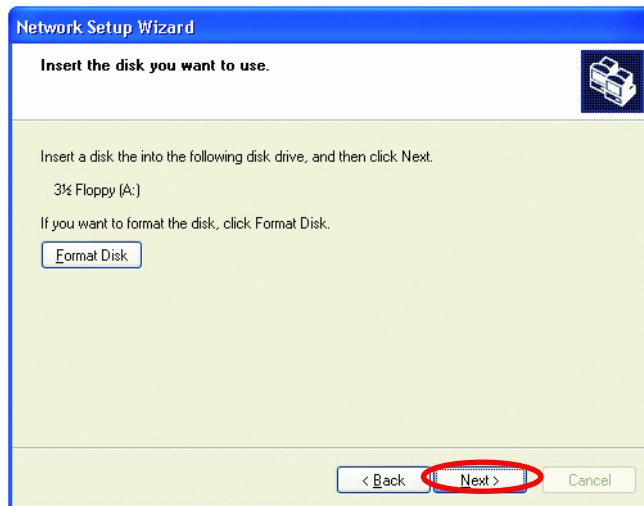 Network Setup Wizard
Insert the disk you want to use.
Insert a disk the into the following disk drive, and then click Next.
3½ Floppy (A:)
If you want to format the disk, click Format Disk.
Format Disk
< Back Next > Cancel